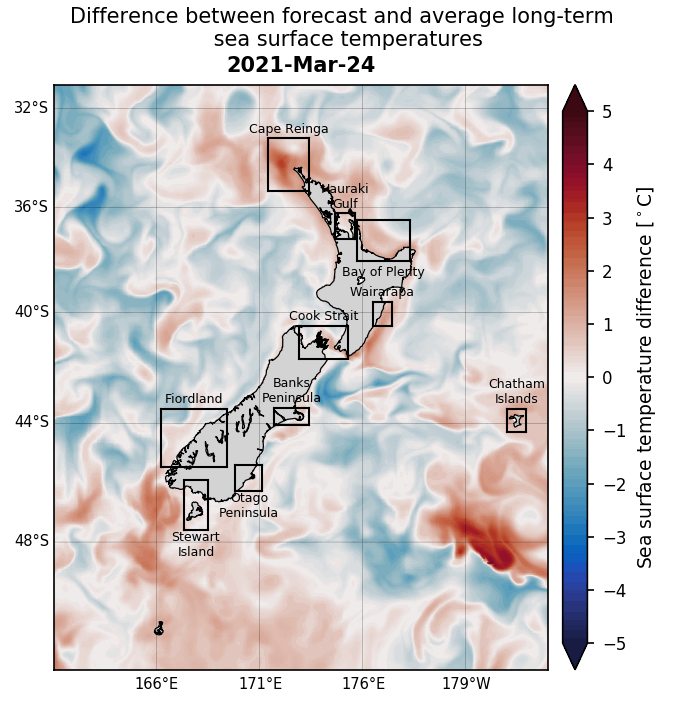 Difference between forecast and average long-term
sea surface temperatures
2021-Mar-24
32°S
36°S
40°S
44°S
48°S
Cape Reinga
Hauraki
Gulf
Bay of Plenty
Wairarapa
Cook Strait
Banks
Peninsula
Fiordland
Chatham
Islands
Otago
Peninsula
Stewart
Island
166°E
171°E
176°E
179°W
5
4
3
2
1
0
−1
−2
−3
−4
−5
Sea surface temperature difference [°C]